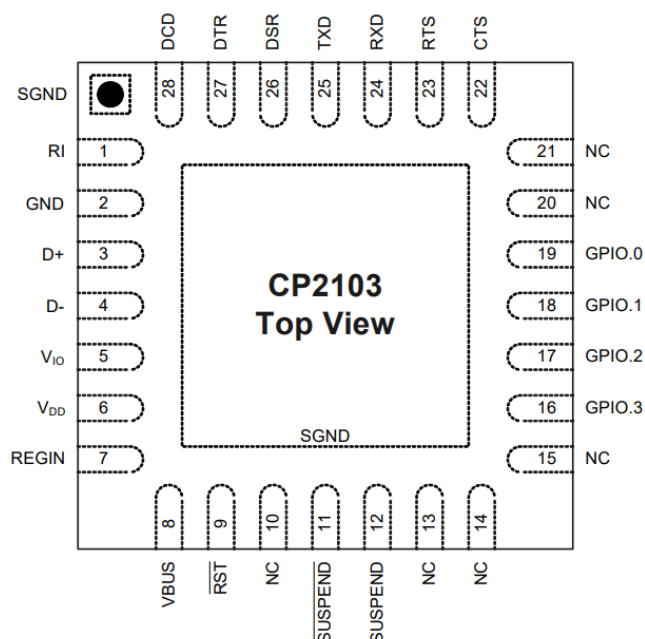 DCD DTR DSR TXD RXD RTS CTS
28 27 26 25 24 23 22
SGND
RI 1
GND 2
D+ 3
D- 4
VIO 5
VDD 6
REGIN 7
21 NC
20 NC
19 GPIO.0
18 GPIO.1
17 GPIO.2
16 GPIO.3
15 NC
CP2103
Top View
SGND
8 9 10 11 12 13 14
VBUS R̅S̅T̅ NC S̅U̅S̅P̅E̅N̅D̅ SUSPEND NC NC